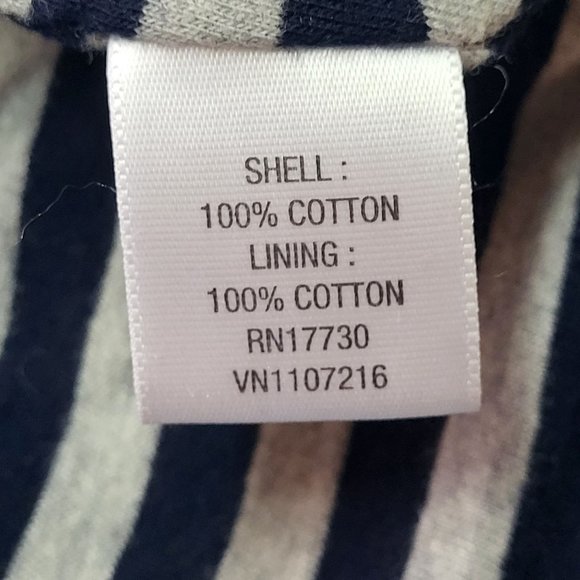 SHELL :
100% COTTON
LINING :
100% COTTON
RN17730
VN1107216